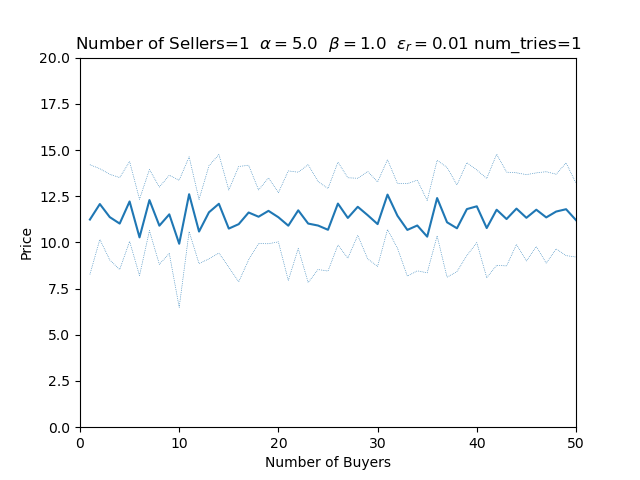 Number of Sellers=1 α = 5.0 β = 1.0 εr = 0.01 num_tries=1
20.0
17.5
15.0
12.5
10.0
7.5
5.0
2.5
0.0
Price
0 10 20 30 40 50
Number of Buyers